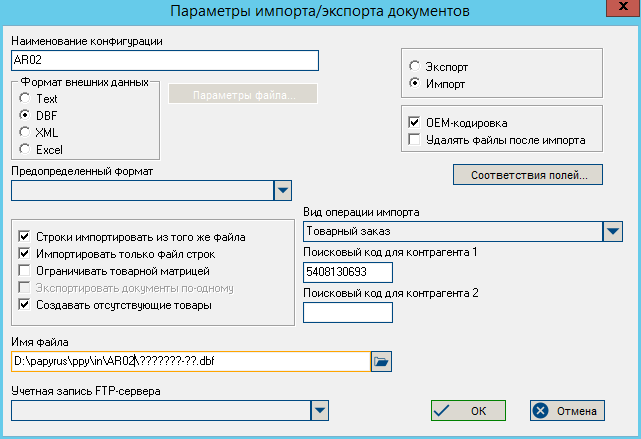 Параметры импорта/экспорта документов
x
Наименование конфигурации
AR02
Формат внешних данных
Text
DBF
XML
Excel
Параметры файла...
Экспорт
Импорт
OEM-кодировка
Удалять файлы после импорта
Предопределенный формат
Соответствия полей...
Строки импортировать из того же файла
Импортировать только файл строк
Ограничивать товарной матрицей
Экспортировать документы по-одному
Создавать отсутствующие товары
Вид операции импорта
Товарный заказ
Поисковый код для контрагента 1
5408130693
Поисковый код для контрагента 2
Имя файла
D:\papyrus\ppy\in\AR02\???????-??.dbf
Учетная запись FTP-сервера
OK
Отмена